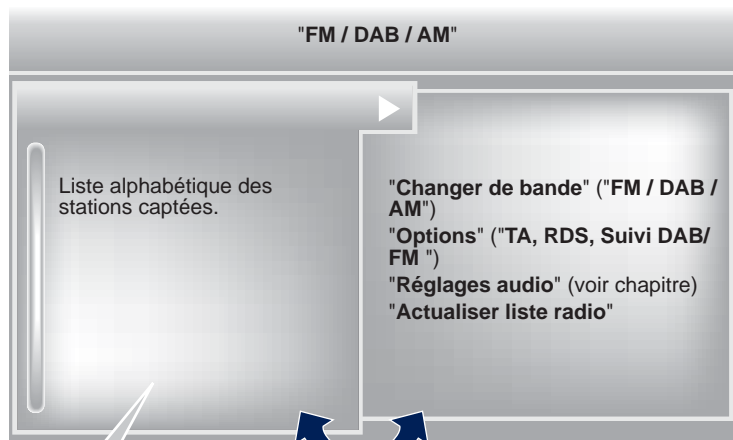 "FM / DAB / AM"
Liste alphabétique des
stations captées.
"Changer de bande" ("FM / DAB /
AM")
"Options" ("TA, RDS, Suivi DAB/
FM ")
"Réglages audio" (voir chapitre)
"Actualiser liste radio"